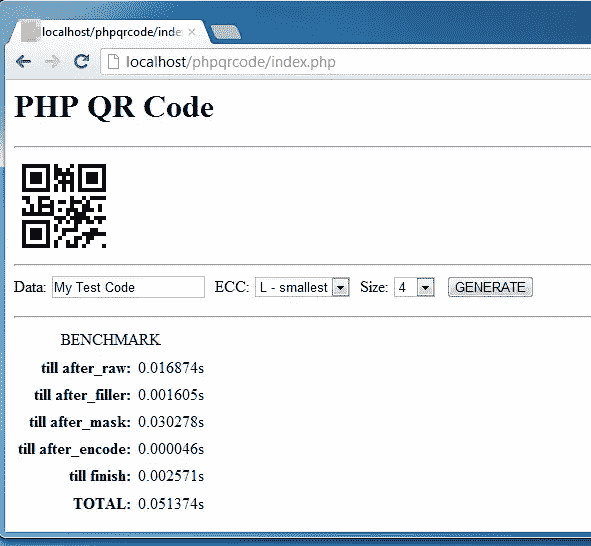 localhost/phpqrcode/inde
localhost/phpqrcode/index.php
PHP QR Code
Data: My Test Code ECC: L - smallest Size: 4 GENERATE
BENCHMARK
till after_raw: 0.016874s
till after_filler: 0.001605s
till after_mask: 0.030278s
till after_encode: 0.000046s
till finish: 0.002571s
TOTAL: 0.051374s